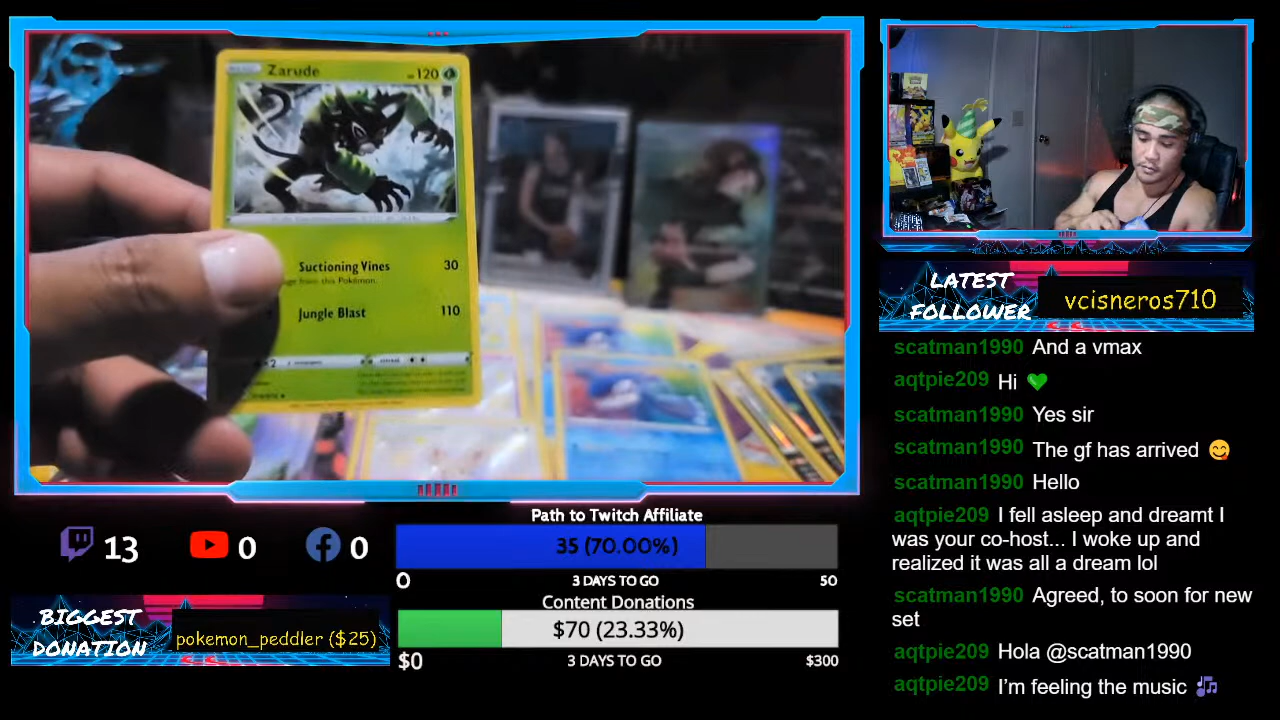 Zarude
HP 120
Suctioning Vines 30
from this Pokémon.
Jungle Blast 110
LATEST
FOLLOWER
vcisneros710
scatman1990 And a vmax
aqtpie209 Hi 💚
scatman1990 Yes sir
scatman1990 The gf has arrived 😋
scatman1990 Hello
aqtpie209 I fell asleep and dreamt I
was your co-host... I woke up and
realized it was all a dream lol
scatman1990 Agreed, to soon for new
set
aqtpie209 Hola @scatman1990
aqtpie209 I’m feeling the music 🎶
13
0
0
Path to Twitch Affiliate
35 (70.00%)
0 3 DAYS TO GO 50
BIGGEST
DONATION
pokemon_peddler ($25)
Content Donations
$70 (23.33%)
$0 3 DAYS TO GO $300